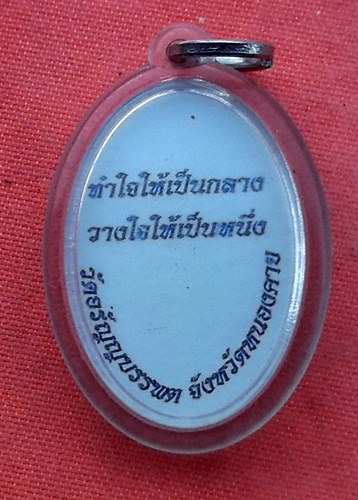 ทำใจให้เป็นกลาง
วางใจให้เป็นหนึ่ง
วัดอรัญญบรรพต จังหวัดหนองคาย